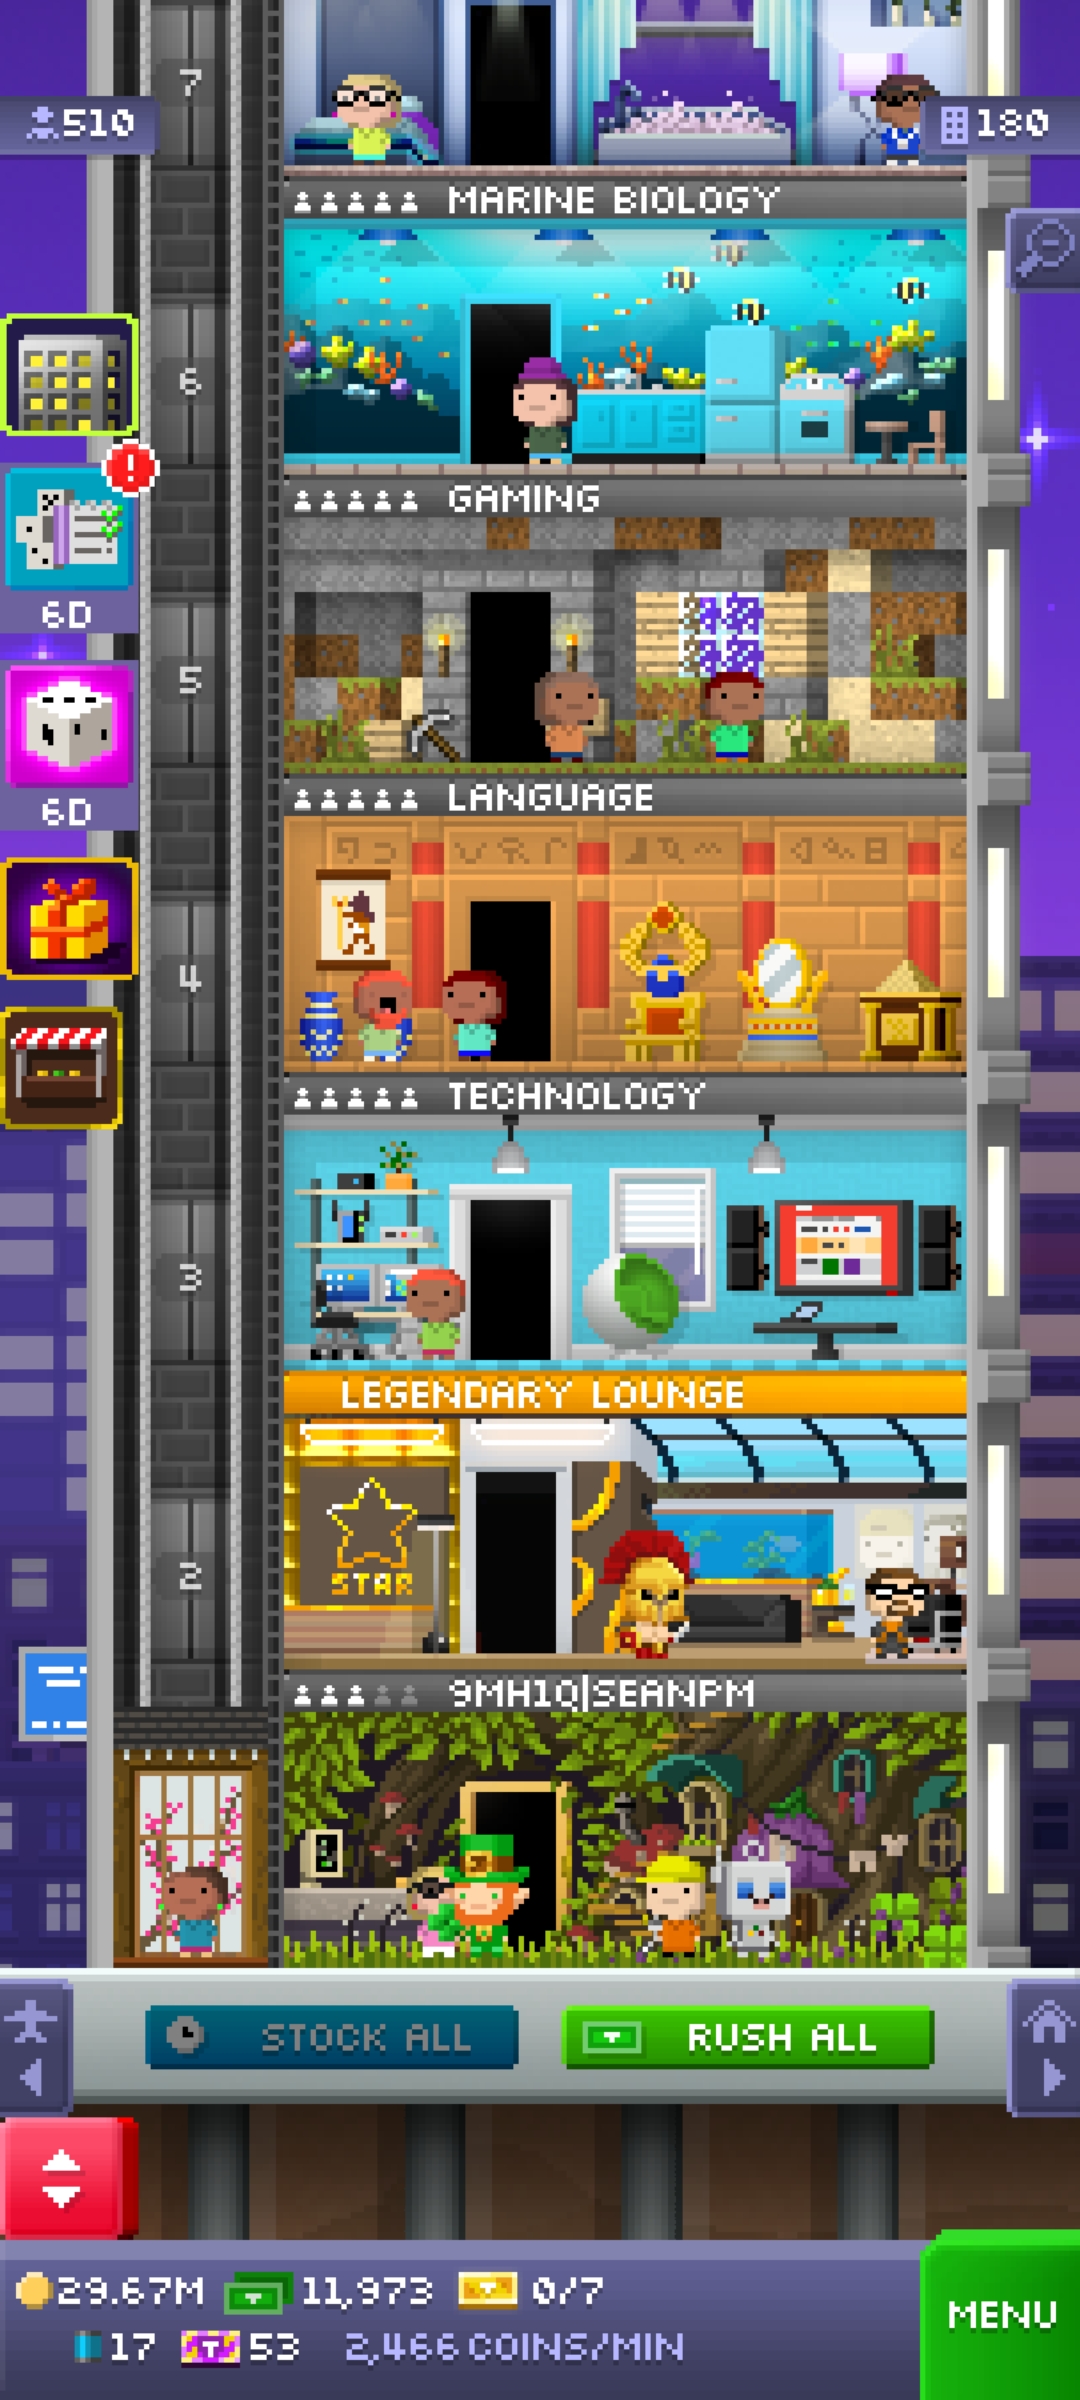 7
510
180
MARINE BIOLOGY
6
GAMING
6D
5
6D
LANGUAGE
4
TECHNOLOGY
3
LEGENDARY LOUNGE
STAR
2
9MH1Q|SEANPM
STOCK ALL
RUSH ALL
29.67M
11,973
0/7
MENU
17
53
2,466 COINS/MIN